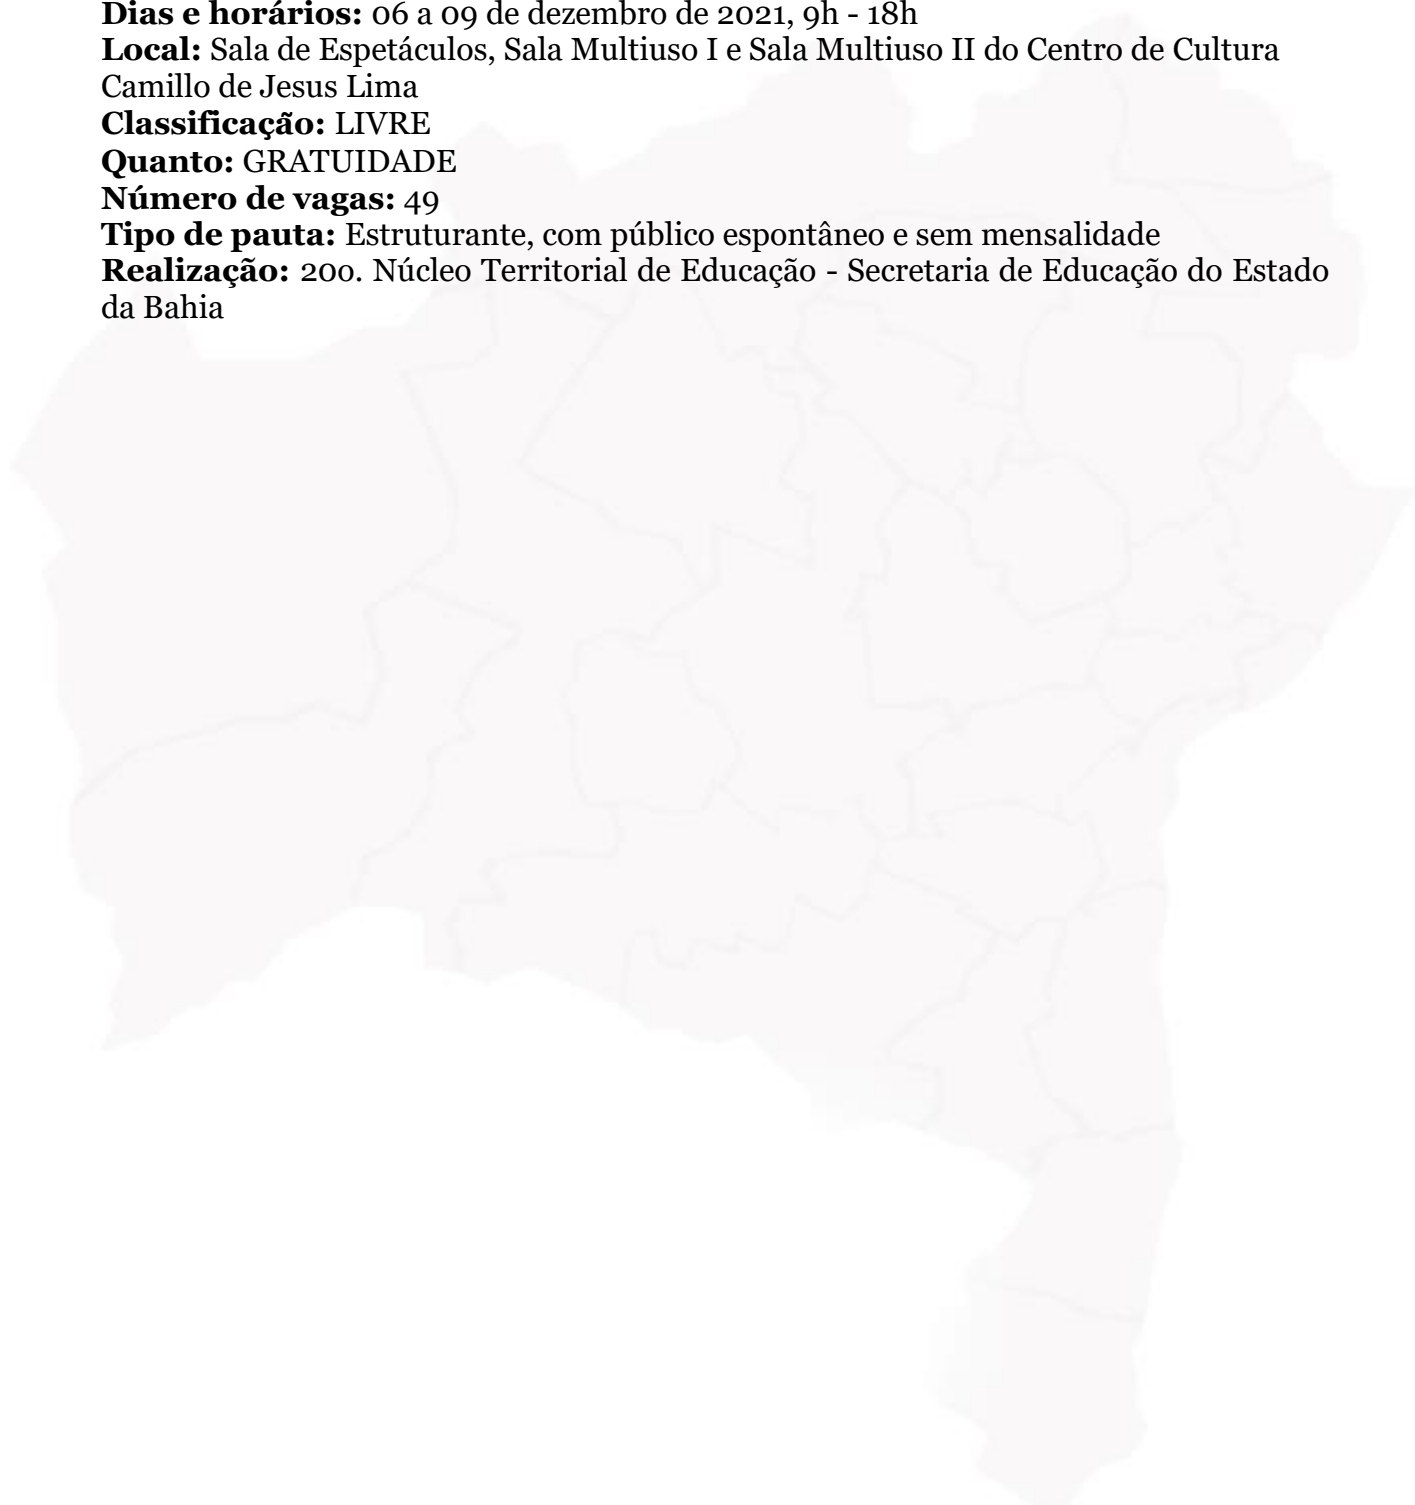 Dias e horários: 06 a 09 de dezembro de 2021, 9h - 18h
Local: Sala de Espetáculos, Sala Multiuso I e Sala Multiuso II do Centro de Cultura
Camillo de Jesus Lima
Classificação: LIVRE
Quanto: GRATUIDADE
Número de vagas: 49
Tipo de pauta: Estruturante, com público espontâneo e sem mensalidade
Realização: 20o. Núcleo Territorial de Educação - Secretaria de Educação do Estado
da Bahia